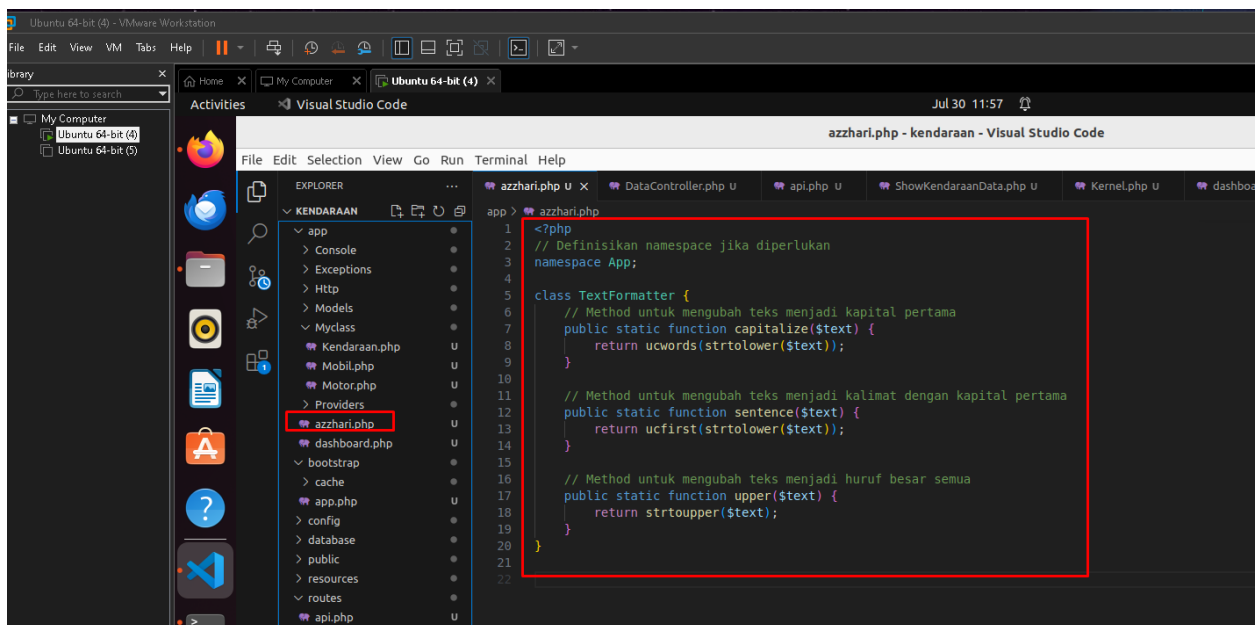 Ubuntu 64-bit (4) - VMware Workstation
File Edit View VM Tabs Help
ibrary
Type here to search
My Computer
Ubuntu 64-bit (4)
Ubuntu 64-bit (5)
Home My Computer Ubuntu 64-bit (4)
Activities Visual Studio Code Jul 30 11:57
azzhari.php - kendaraan - Visual Studio Code
File Edit Selection View Go Run Terminal Help
EXPLORER ...
KENDARAAN
app
Console
Exceptions
Http
Models
Myclass
Kendaraan.php U
Mobil.php U
Motor.php U
Providers
azzhari.php U
dashboard.php U
bootstrap
cache
app.php U
config
database
public
resources
routes
api.php U
azzhari.php U DataController.php U api.php U ShowKendaraanData.php U Kernel.php U dashboa
app > azzhari.php
1 <?php
2 // Definisikan namespace jika diperlukan
3 namespace App;
4
5 class TextFormatter {
6 // Method untuk mengubah teks menjadi kapital pertama
7 public static function capitalize($text) {
8 return ucwords(strtolower($text));
9 }
10
11 // Method untuk mengubah teks menjadi kalimat dengan kapital pertama
12 public static function sentence($text) {
13 return ucfirst(strtolower($text));
14 }
15
16 // Method untuk mengubah teks menjadi huruf besar semua
17 public static function upper($text) {
18 return strtoupper($text);
19 }
20 }
21
22